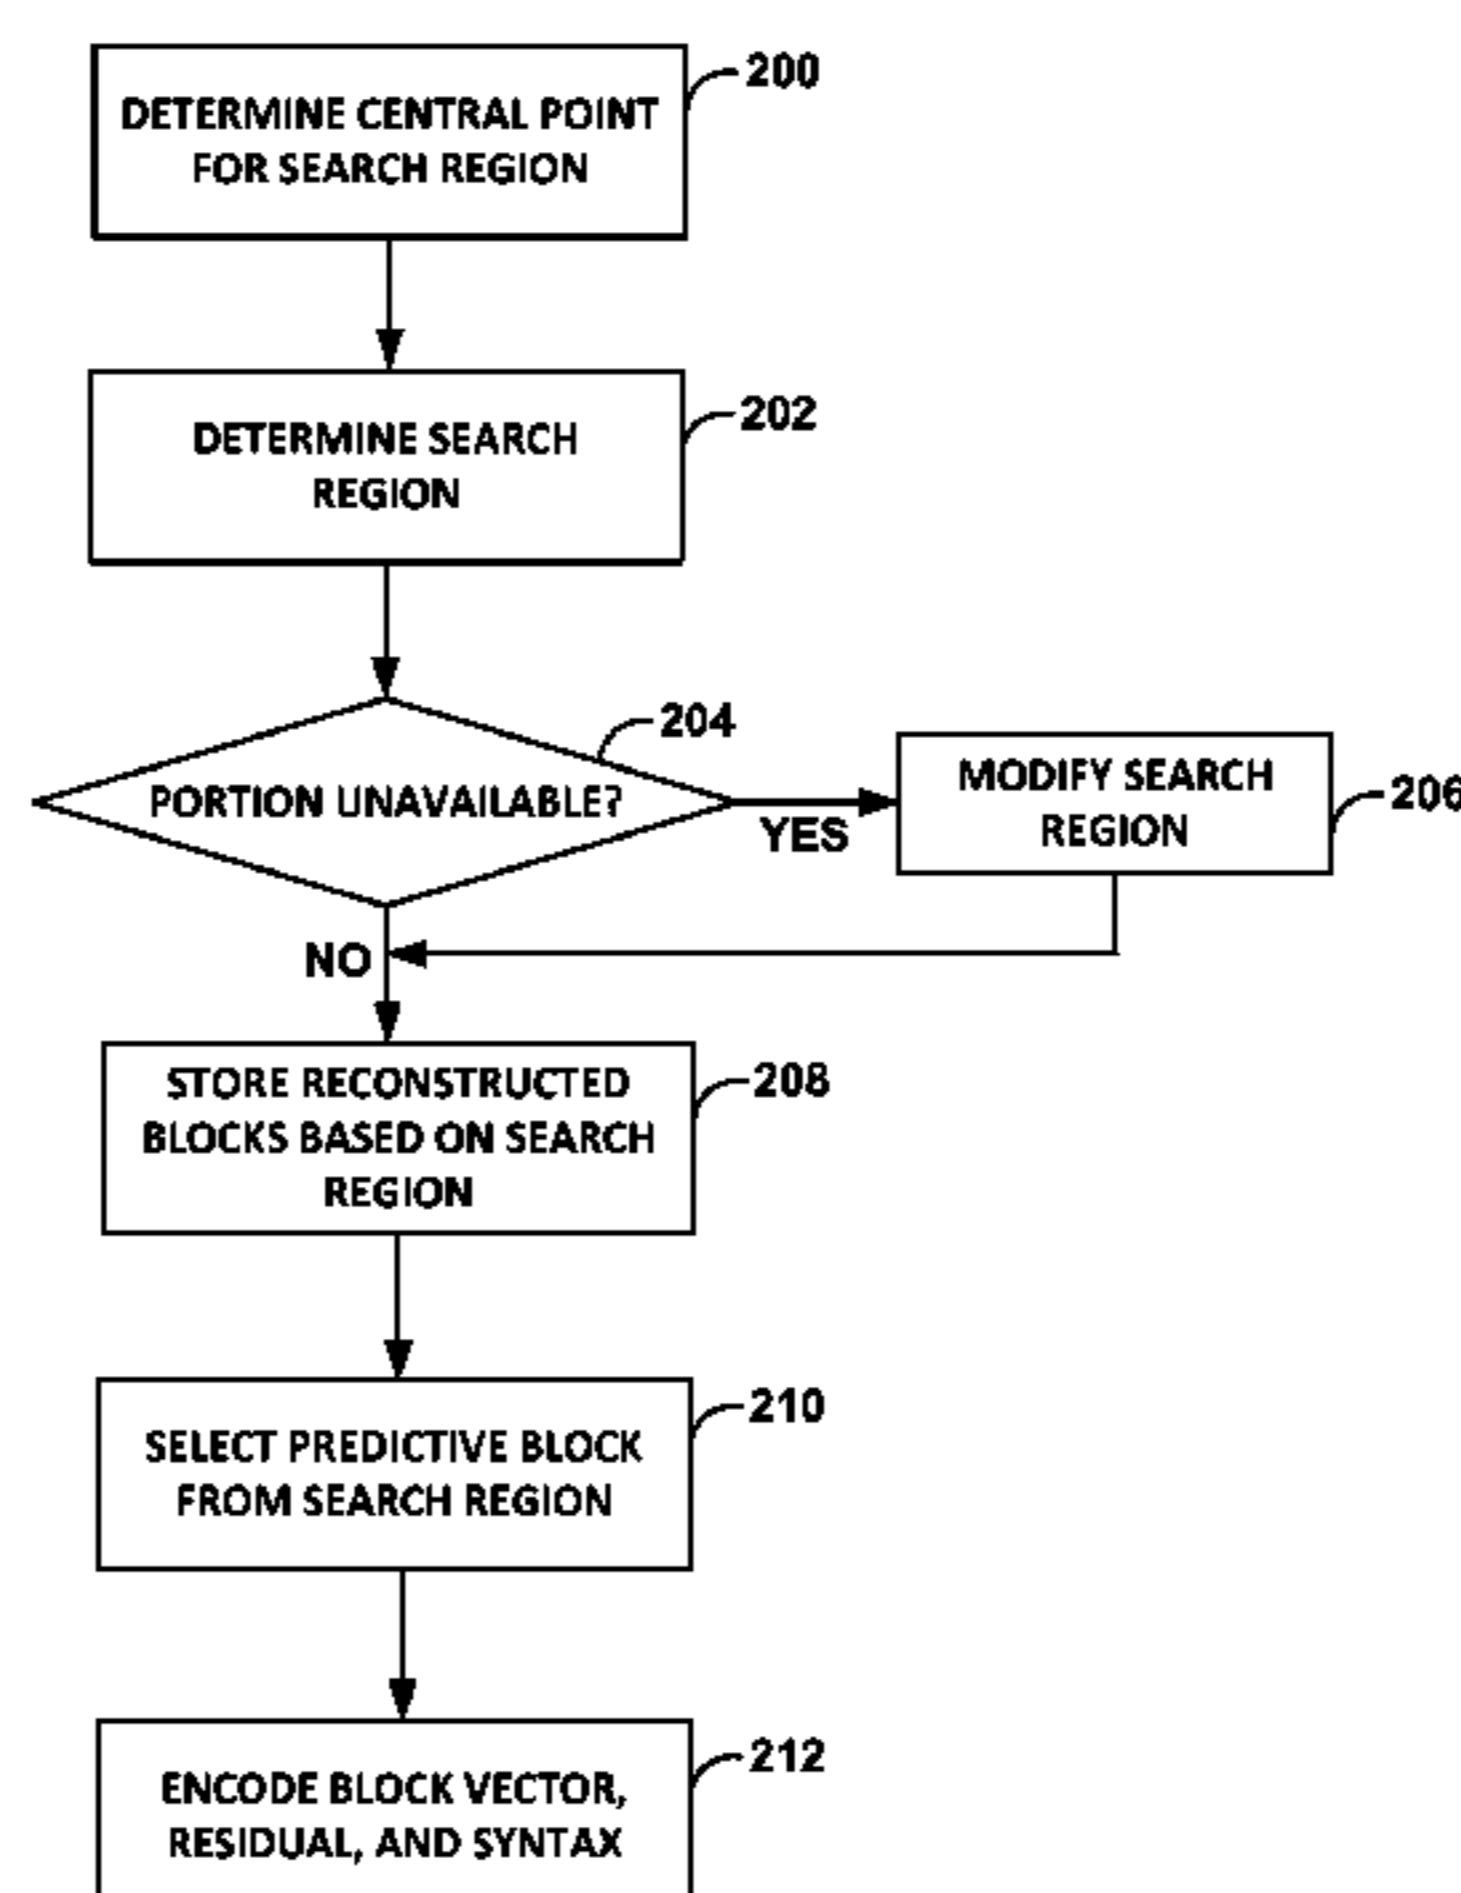 200
DETERMINE CENTRAL POINT
FOR SEARCH REGION
202
DETERMINE SEARCH
REGION
204
PORTION UNAVAILABLE?
YES
MODIFY SEARCH
REGION
206
NO
STORE RECONSTRUCTED
BLOCKS BASED ON SEARCH
REGION
208
SELECT PREDICTIVE BLOCK
FROM SEARCH REGION
210
ENCODE BLOCK VECTOR,
RESIDUAL, AND SYNTAX
212